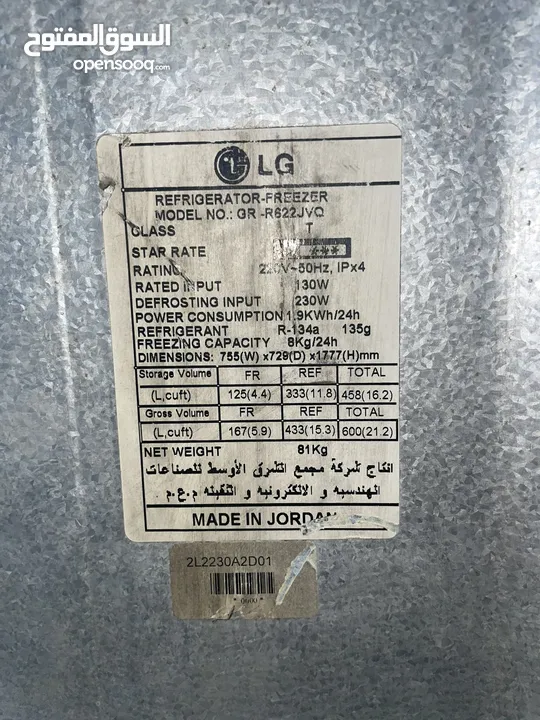 السوق المفتوح
opensooq.com
LG
REFRIGERATOR-FREEZER
MODEL NO.: GR -R622JVQ
CLASS T
STAR RATE ***
RATING 220V~50Hz, IPx4
RATED INPUT 130W
DEFROSTING INPUT 230W
POWER CONSUMPTION 1.9KWh/24h
REFRIGERANT R-134a 135g
FREEZING CAPACITY 8Kg/24h
DIMENSIONS: 755(W) x729(D) x1777(H)mm
Storage Volume FR REF TOTAL
(L,cuft) 125(4.4) 333(11.8) 458(16.2)
Gross Volume FR REF TOTAL
(L,cuft) 167(5.9) 433(15.3) 600(21.2)
NET WEIGHT 81Kg
انتاج شركة مجمع الشرق الأوسط للصناعات
الهندسيه و الالكترونيه و الثقيله م.ع.م
MADE IN JORDAN
2L2230A2D01
* 0600 *